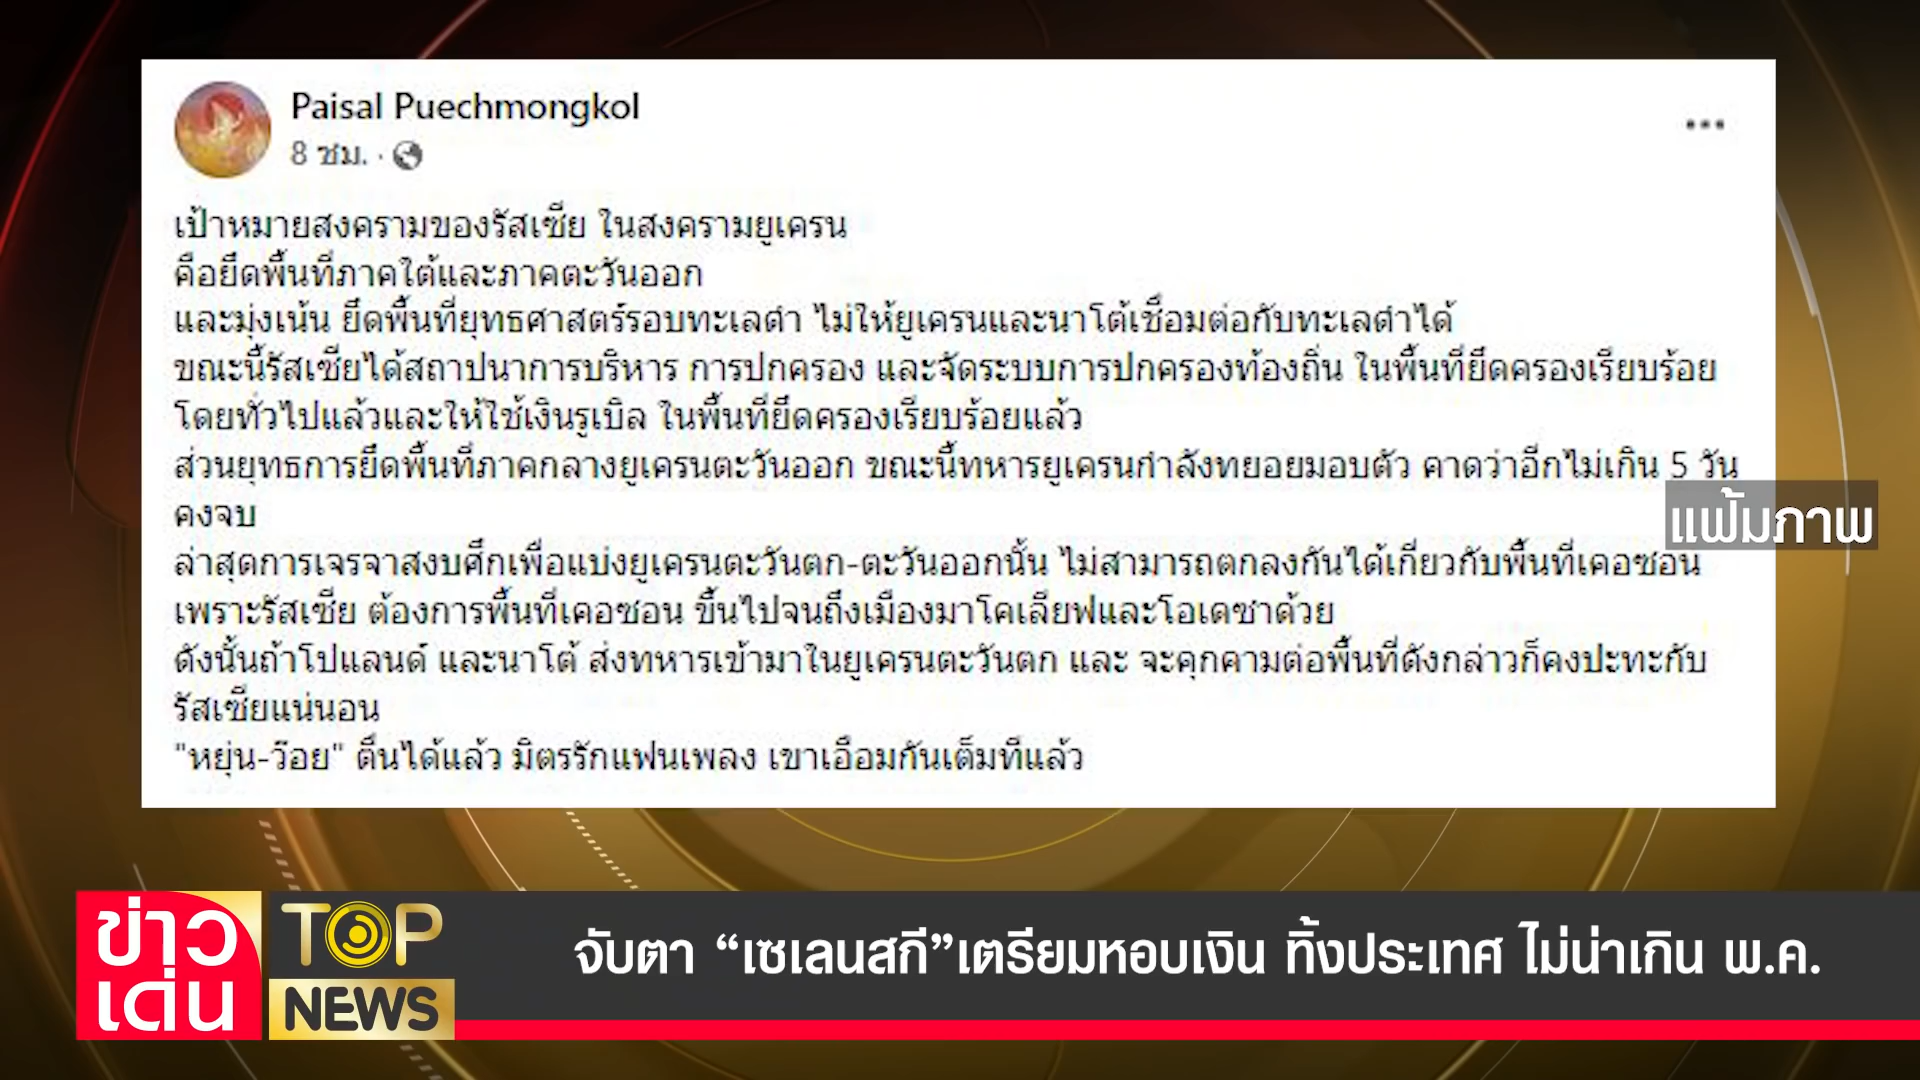 Paisal Puechmongkol
8 ชม. ·
เป้าหมายสงครามของรัสเซีย ในสงครามยูเครน
คือยึดพื้นที่ภาคใต้และภาคตะวันออก
และมุ่งเน้น ยึดพื้นที่ยุทธศาสตร์รอบทะเลดำ ไม่ให้ยูเครนและนาโต้เชื่อมต่อกับทะเลดำได้
ขณะนี้รัสเซียได้สถาปนาการบริหาร การปกครอง และจัดระบบการปกครองท้องถิ่น ในพื้นที่ยึดครองเรียบร้อย
โดยทั่วไปแล้วและให้ใช้เงินรูเบิล ในพื้นที่ยึดครองเรียบร้อยแล้ว
ส่วนยุทธการยึดพื้นที่ภาคกลางยูเครนตะวันออก ขณะนี้ทหารยูเครนกำลังทยอยมอบตัว คาดว่าอีกไม่เกิน 5 วัน
คงจบ
แฟ้มภาพ
ล่าสุดการเจรจาสงบศึกเพื่อแบ่งยูเครนตะวันตก-ตะวันออกนั้น ไม่สามารถตกลงกันได้เกี่ยวกับพื้นที่เคอซอน
เพราะรัสเซีย ต้องการพื้นที่เคอซอน ขึ้นไปจนถึงเมืองมาโคเลียฟและโอเดซาด้วย
ดังนั้นถ้าโปแลนด์ และนาโต้ ส่งทหารเข้ามาในยูเครนตะวันตก และ จะคุกคามต่อพื้นที่ดังกล่าวก็คงปะทะกับ
รัสเซียแน่นอน
"หยุ่น-ว๊อย" ตื่นได้แล้ว มิตรรักแฟนเพลง เขาเอือมกันเต็มทีแล้ว
ข่าว
เด่น
TOP
NEWS
จับตา “เซเลนสกี”เตรียมหอบเงิน ทิ้งประเทศ ไม่น่าเกิน พ.ค.